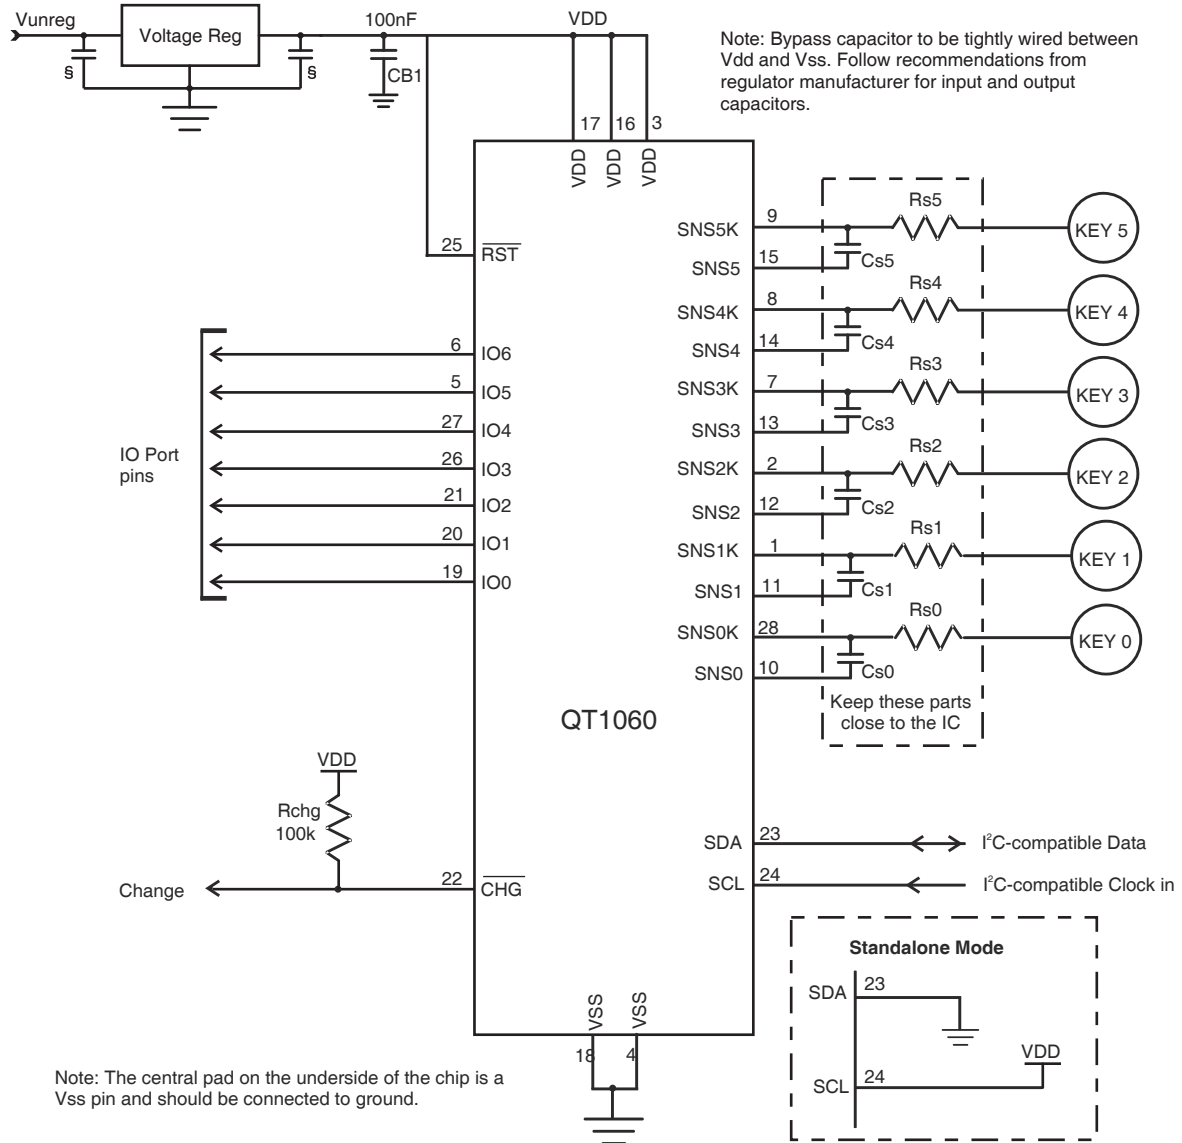 Vunreg
Voltage Reg
100nF
VDD
§
§
CB1
Note: Bypass capacitor to be tightly wired between
Vdd and Vss. Follow recommendations from
regulator manufacturer for input and output
capacitors.
17
16
3
VDD
VDD
VDD
25
RST
6
IO6
5
IO5
27
IO4
26
IO3
21
IO2
20
IO1
19
IO0
IO Port
pins
SNS5K
9
Rs5
KEY 5
SNS5
15
Cs5
SNS4K
8
Rs4
KEY 4
SNS4
14
Cs4
SNS3K
7
Rs3
KEY 3
SNS3
13
Cs3
SNS2K
2
Rs2
KEY 2
SNS2
12
Cs2
SNS1K
1
Rs1
KEY 1
SNS1
11
Cs1
SNS0K
28
Rs0
KEY 0
SNS0
10
Cs0
Keep these parts
close to the IC
QT1060
VDD
Rchg
100k
Change
22
CHG
SDA
23
I²C-compatible Data
SCL
24
I²C-compatible Clock in
Standalone Mode
SDA
23
VDD
SCL
24
VSS
VSS
18
4
Note: The central pad on the underside of the chip is a
Vss pin and should be connected to ground.